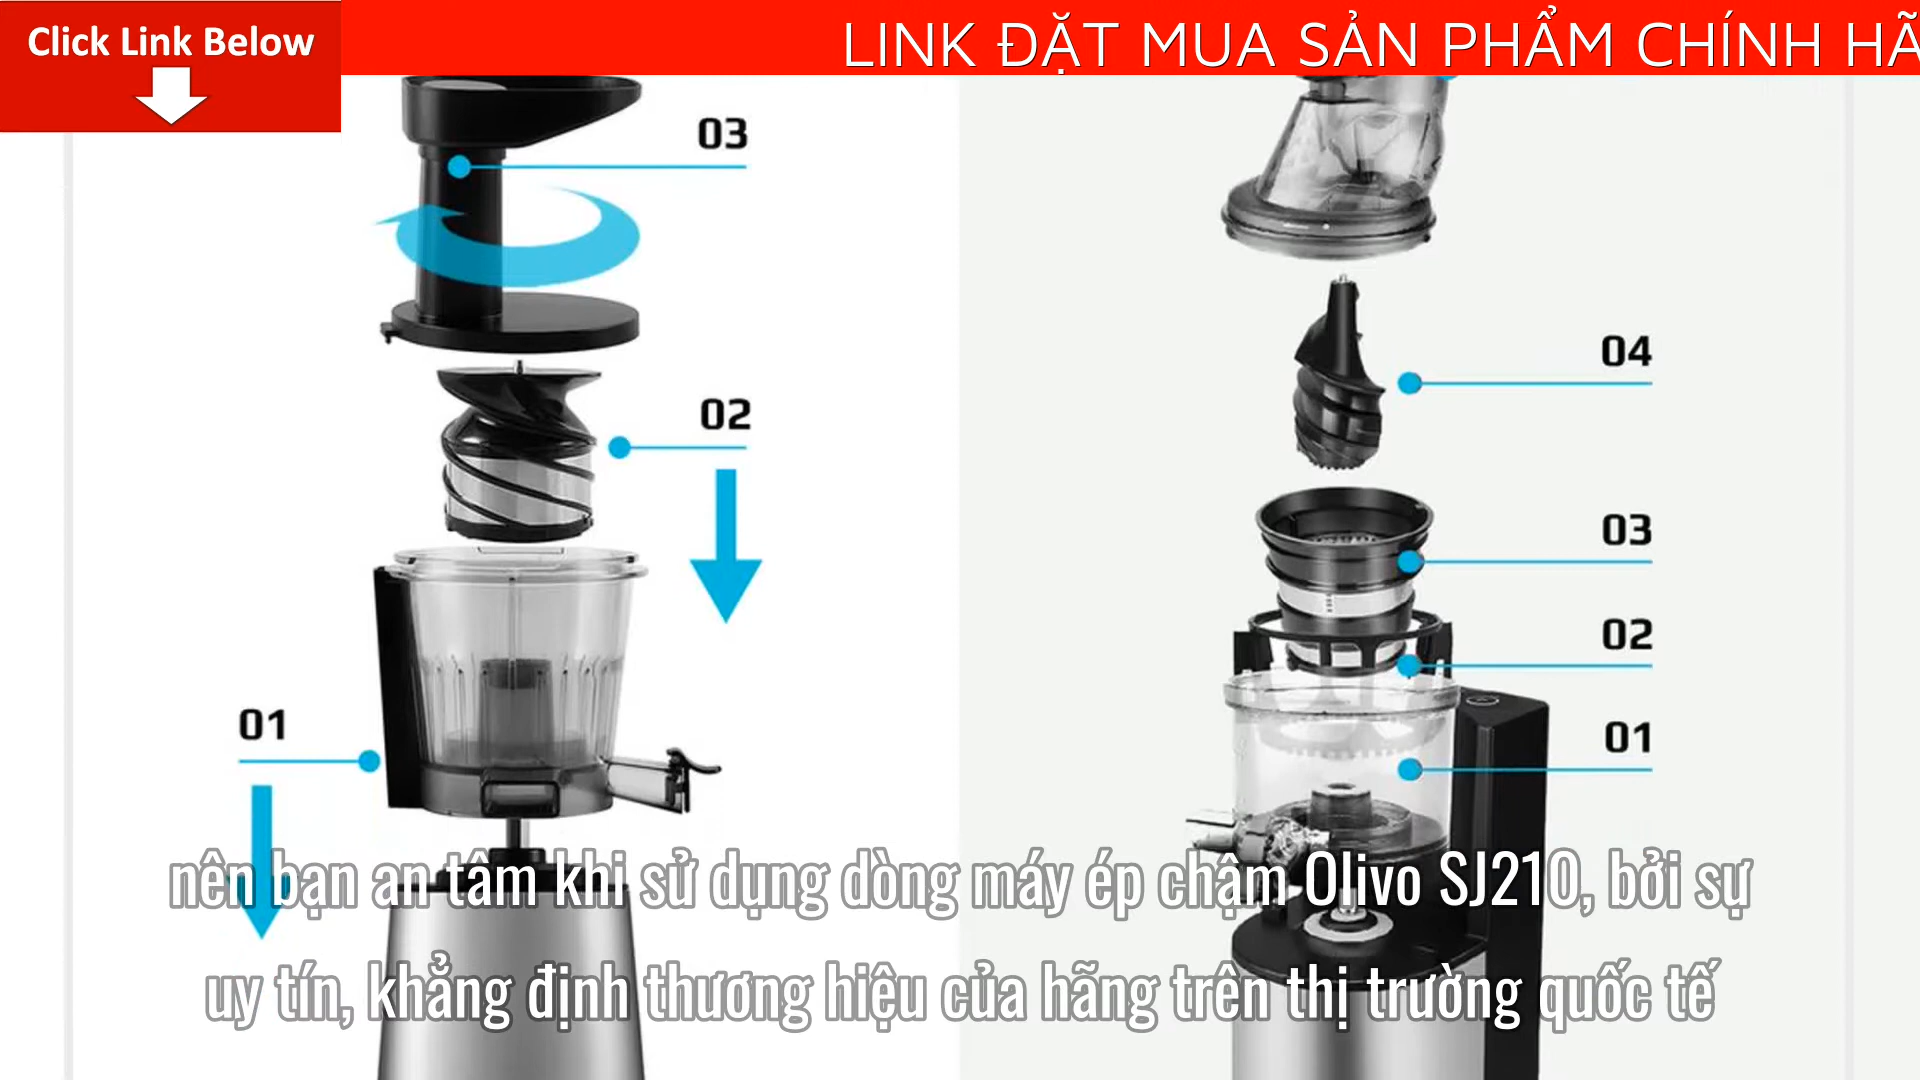 Click Link Below
LINK ĐẶT MUA SẢN PHẨM CHÍNH HÃ
03
02
01
04
03
02
01
nên bạn an tâm khi sử dụng dòng máy ép chậm Olivo SJ210, bởi sự
uy tín, khẳng định thương hiệu của hãng trên thị trường quốc tế